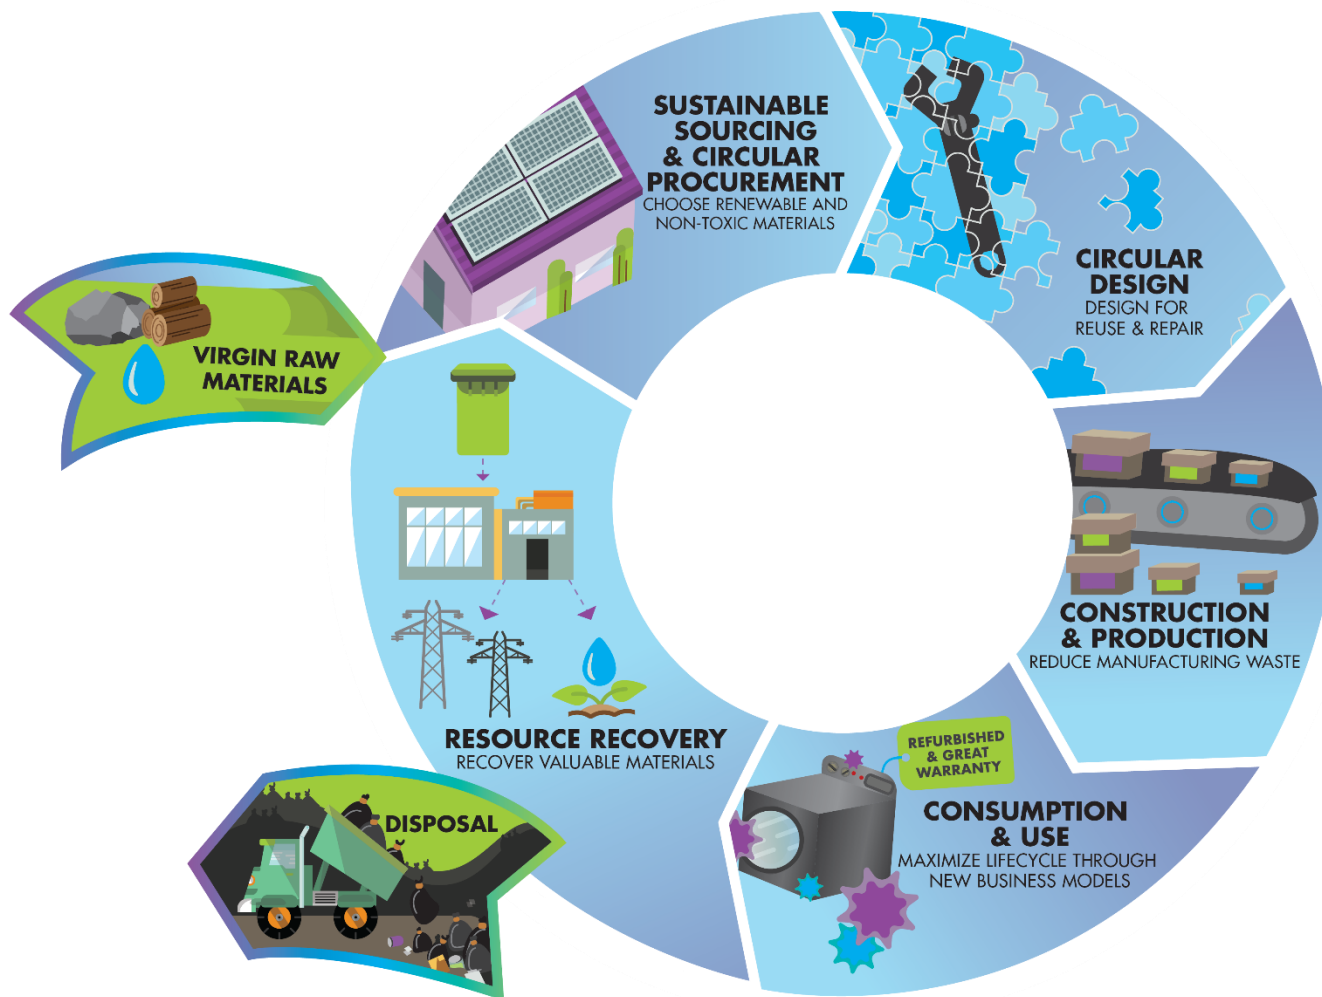 SUSTAINABLE
SOURCING
& CIRCULAR
PROCUREMENT
CHOOSE RENEWABLE AND
NON-TOXIC MATERIALS
CIRCULAR
DESIGN
DESIGN FOR
REUSE & REPAIR
CONSTRUCTION
& PRODUCTION
REDUCE MANUFACTURING WASTE
REFURBISHED
& GREAT
WARRANTY
CONSUMPTION
& USE
MAXIMIZE LIFECYCLE THROUGH
NEW BUSINESS MODELS
RESOURCE RECOVERY
RECOVER VALUABLE MATERIALS
VIRGIN RAW
MATERIALS
DISPOSAL